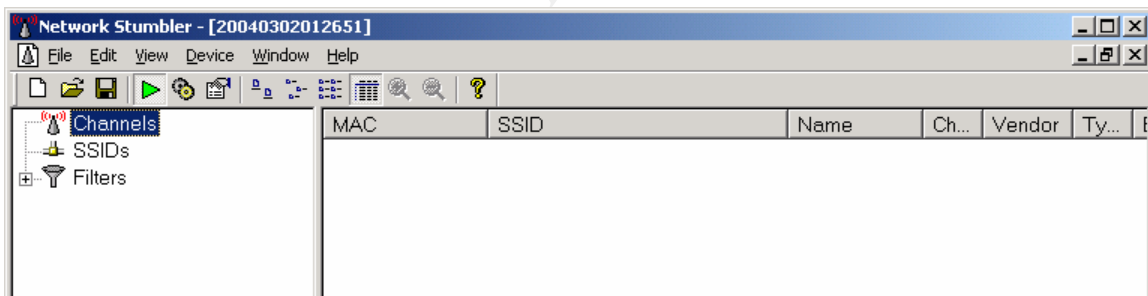 Network Stumbler - [20040302012651]
File Edit View Device Window Help
Channels
SSIDs
Filters
MAC SSID Name Ch... Vendor Ty...